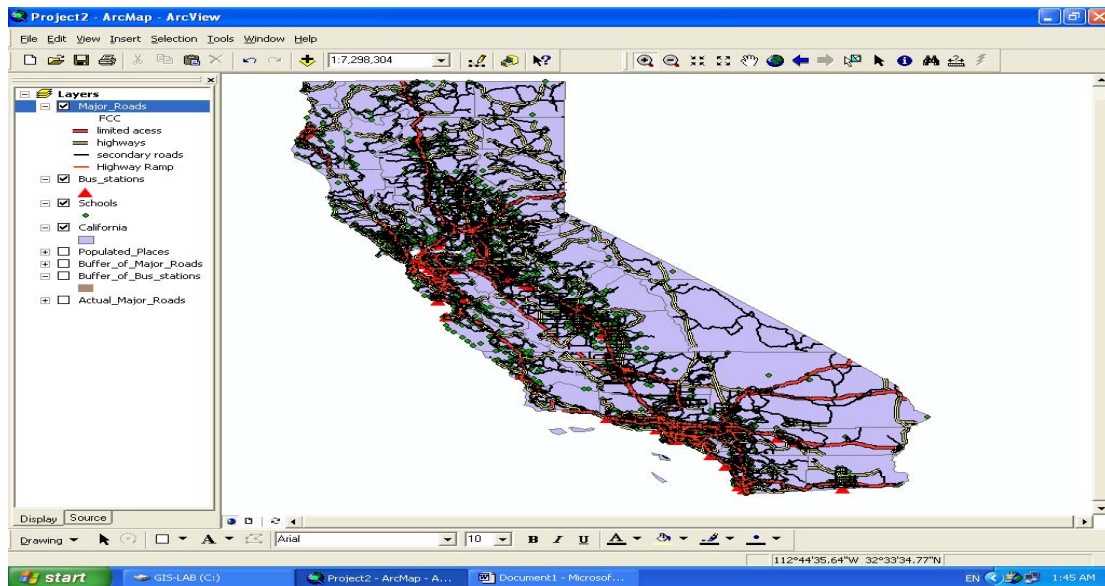 Project2 - ArcMap - ArcView
File Edit View Insert Selection Tools Window Help
1:7,298,304
Layers
Major_Roads
FCC
limited acess
highways
secondary roads
Highway Ramp
Bus_stations
Schools
California
Populated_Places
Buffer_of_Major_Roads
Buffer_of_Bus_stations
Actual_Major_Roads
Display Source
Drawing A Arial 10 B I U A
112°44'35.64"W 32°33'34.77"N
start GIS-LAB (C:) Project2 - ArcMap - A... Document1 - Microsof... EN 1:45 AM